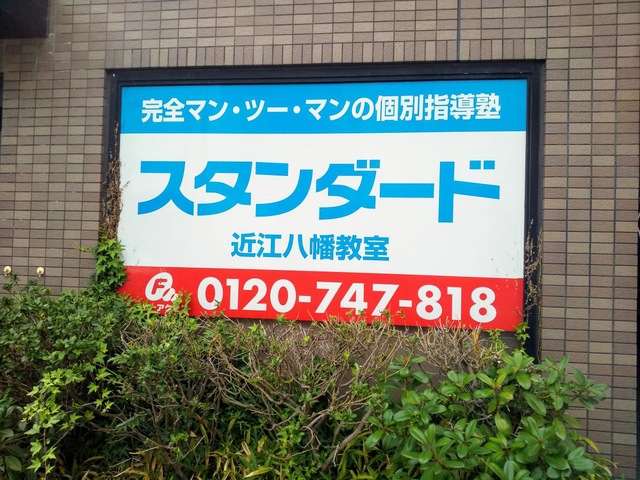 完全マン・ツー・マンの個別指導塾
スタンダード
近江八幡教室
0120-747-818